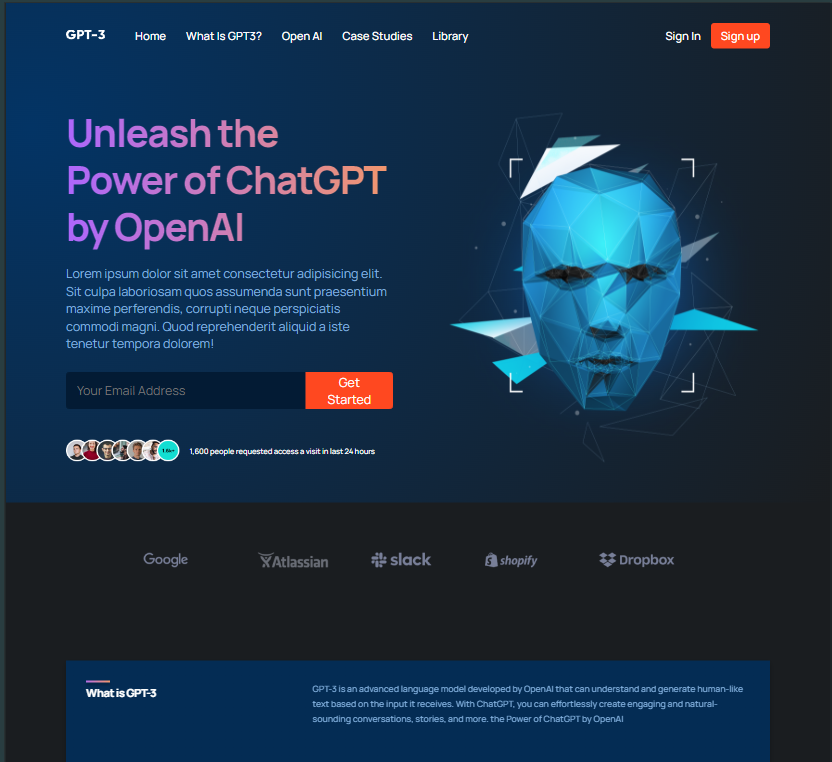 GPT-3 Home What Is GPT3? Open AI Case Studies Library Sign In Sign up
Unleash the
Power of ChatGPT
by OpenAI
Lorem ipsum dolor sit amet consectetur adipisicing elit.
Sit culpa laboriosam quos assumenda sunt praesentium
maxime perferendis, corrupti neque perspiciatis
commodi magni. Quod reprehenderit aliquid a iste
tenetur tempora dolorem!
Your Email Address
Get
Started
1,600 people requested access a visit in last 24 hours
Google Atlassian slack shopify Dropbox
What is GPT-3
GPT-3 is an advanced language model developed by OpenAI that can understand and generate human-like
text based on the input it receives. With ChatGPT, you can effortlessly create engaging and natural-
sounding conversations, stories, and more. the Power of ChatGPT by OpenAI